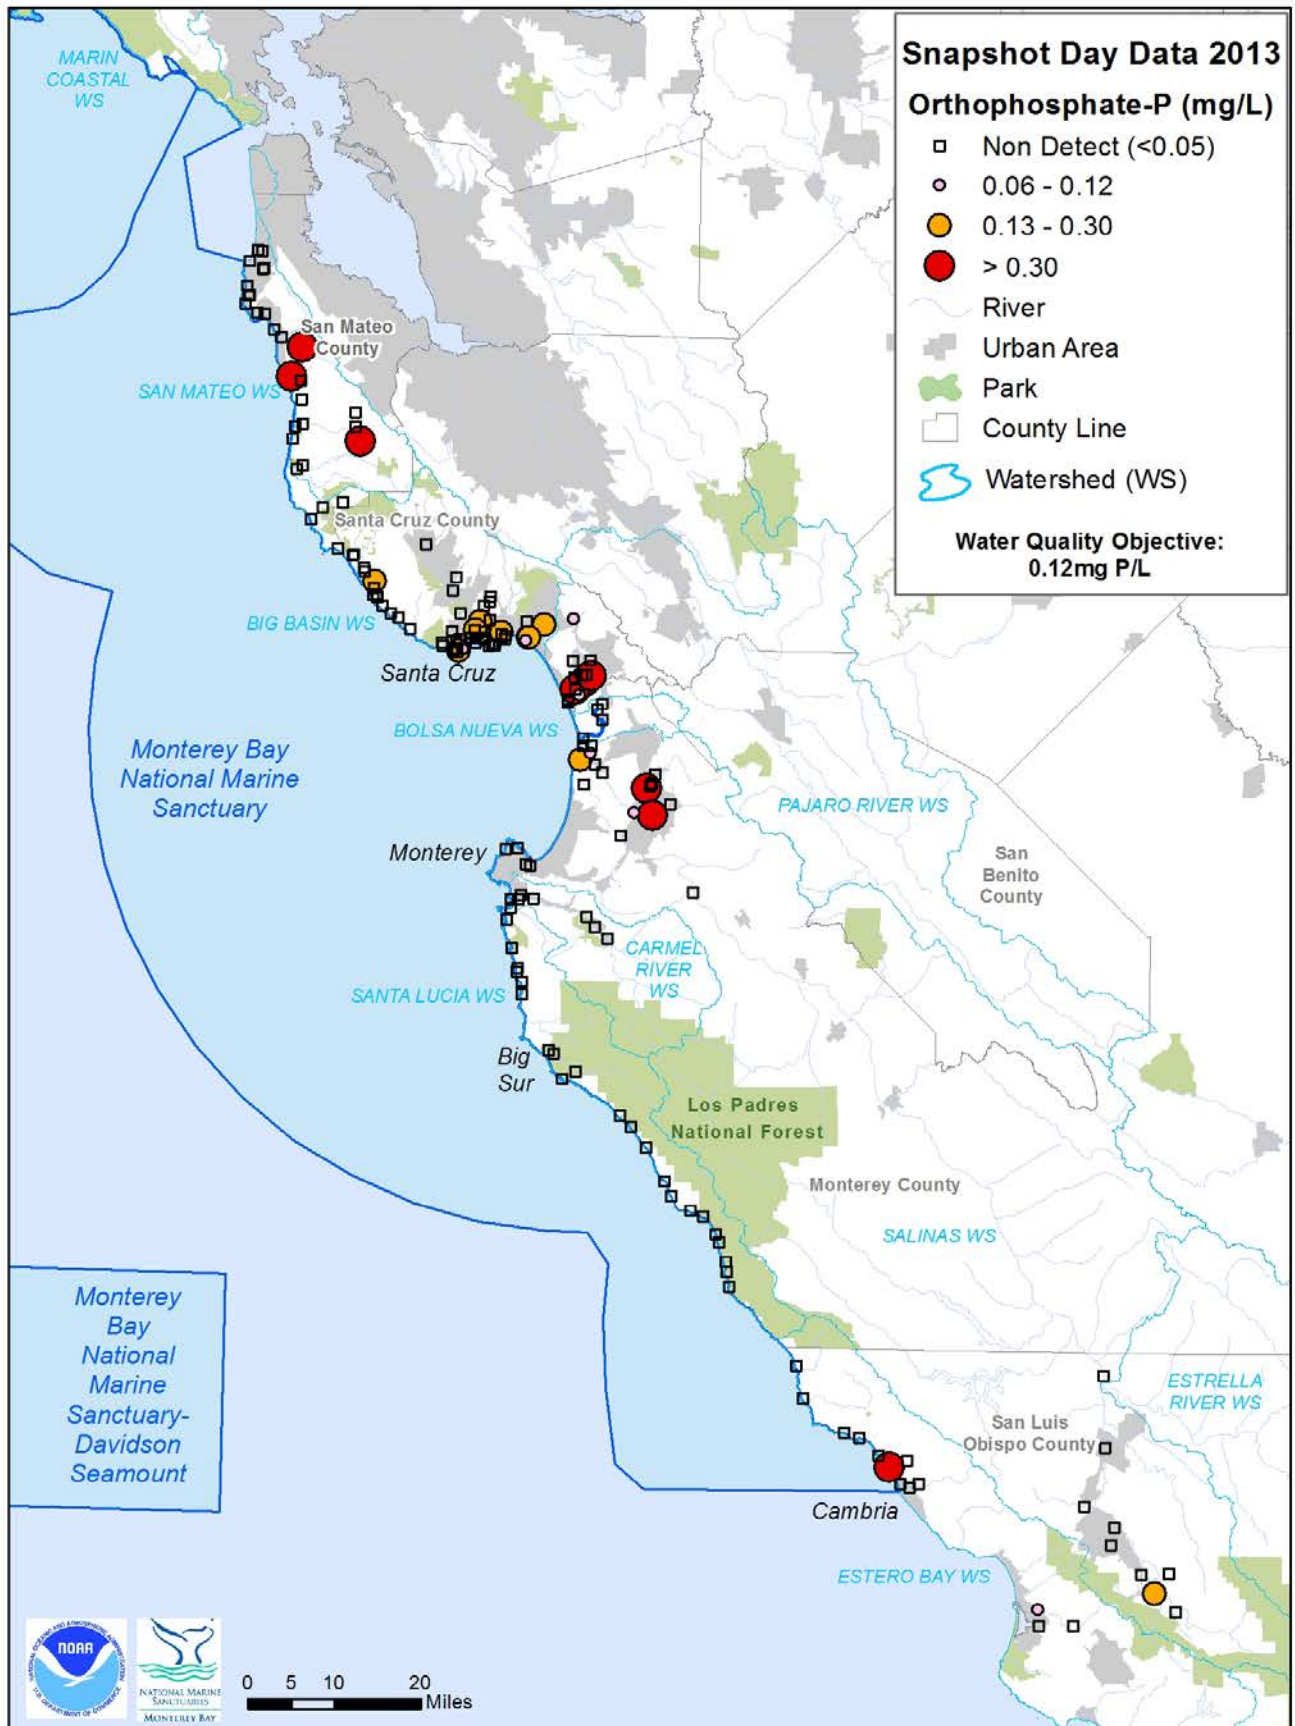 Snapshot Day Data 2013
Orthophosphate-P (mg/L)
Non Detect (<0.05)
0.06 - 0.12
0.13 - 0.30
> 0.30
River
Urban Area
Park
County Line
Watershed (WS)
Water Quality Objective:
0.12mg P/L
MARIN
COASTAL
WS
San Mateo
County
SAN MATEO WS
Santa Cruz County
BIG BASIN WS
Santa Cruz
BOLSA NUEVA WS
Monterey Bay
National Marine
Sanctuary
PAJARO RIVER WS
Monterey
San
Benito
County
CARMEL
RIVER
WS
SANTA LUCIA WS
Big
Sur
Los Padres
National Forest
Monterey County
SALINAS WS
Monterey
Bay
National
Marine
Sanctuary-
Davidson
Seamount
ESTRELLA
RIVER WS
San Luis
Obispo County
Cambria
ESTERO BAY WS
NOAA
NATIONAL MARINE
SANCTUARIES
MONTEREY BAY
0 5 10 20
Miles